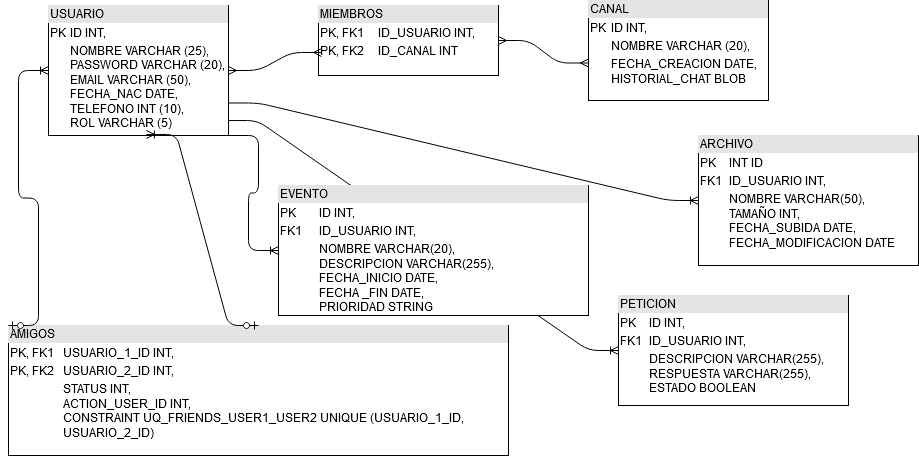 USUARIO
PK ID INT,
NOMBRE VARCHAR (25),
PASSWORD VARCHAR (20),
EMAIL VARCHAR (50),
FECHA_NAC DATE,
TELEFONO INT (10),
ROL VARCHAR (5)
MIEMBROS
PK, FK1 ID_USUARIO INT,
PK, FK2 ID_CANAL INT
CANAL
PK ID INT,
NOMBRE VARCHAR (20),
FECHA_CREACION DATE,
HISTORIAL_CHAT BLOB
ARCHIVO
PK INT ID
FK1 ID_USUARIO INT,
NOMBRE VARCHAR(50),
TAMAÑO INT,
FECHA_SUBIDA DATE,
FECHA_MODIFICACION DATE
EVENTO
PK ID INT,
FK1 ID_USUARIO INT,
NOMBRE VARCHAR(20),
DESCRIPCION VARCHAR(255),
FECHA_INICIO DATE,
FECHA _FIN DATE,
PRIORIDAD STRING
PETICION
PK ID INT,
FK1 ID_USUARIO INT,
DESCRIPCION VARCHAR(255),
RESPUESTA VARCHAR(255),
ESTADO BOOLEAN
AMIGOS
PK, FK1 USUARIO_1_ID INT,
PK, FK2 USUARIO_2_ID INT,
STATUS INT,
ACTION_USER_ID INT,
CONSTRAINT UQ_FRIENDS_USER1_USER2 UNIQUE (USUARIO_1_ID,
USUARIO_2_ID)